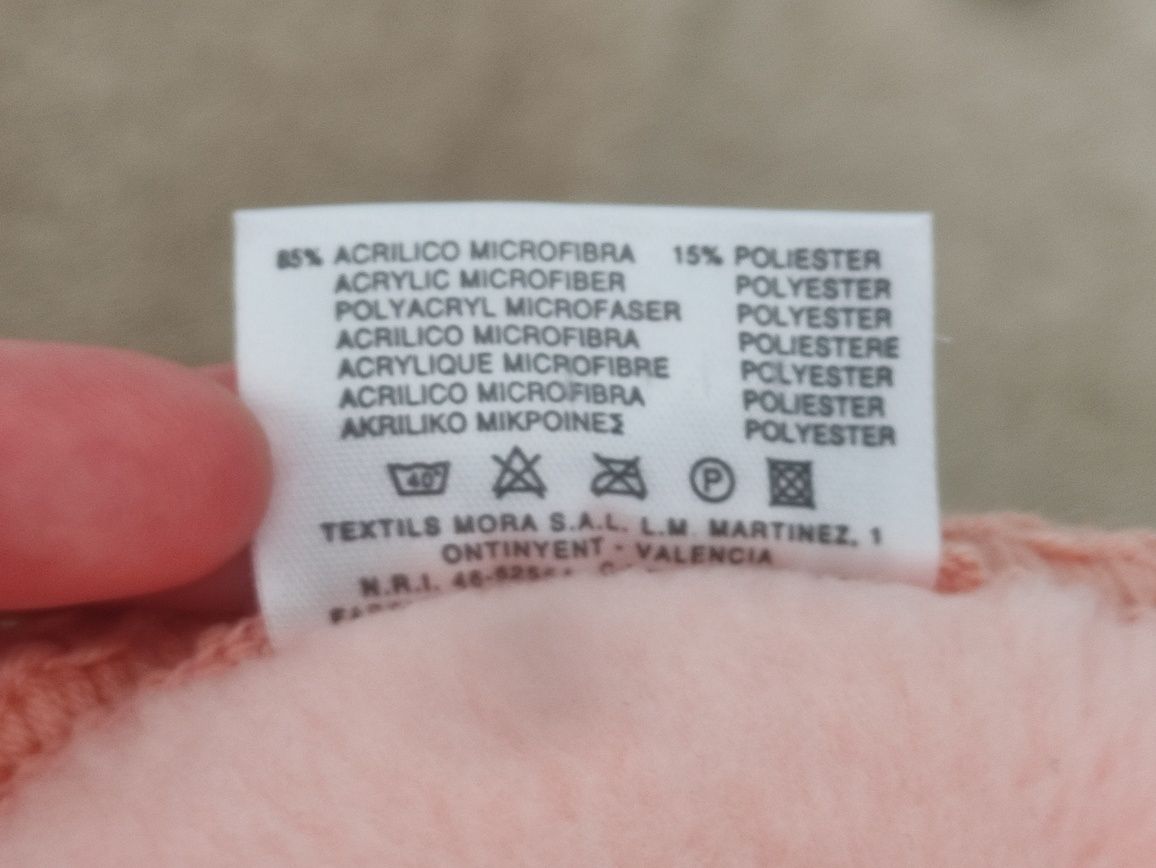 85% ACRILICO MICROFIBRA 15% POLIESTER
ACRYLIC MICROFIBER POLYESTER
POLYACRYL MICROFASER POLYESTER
ACRILICO MICROFIBRA POLIESTERE
ACRYLIQUE MICROFIBRE POLYESTER
ACRILICO MICROFIBRA POLIESTER
AKRILIKO ΜΙΚΡΟΙΝΕΣ POLYESTER
40° P
TEXTILS MORA S.A.L. L.M. MARTINEZ, 1
ONTINYENT - VALENCIA
N.R.I.